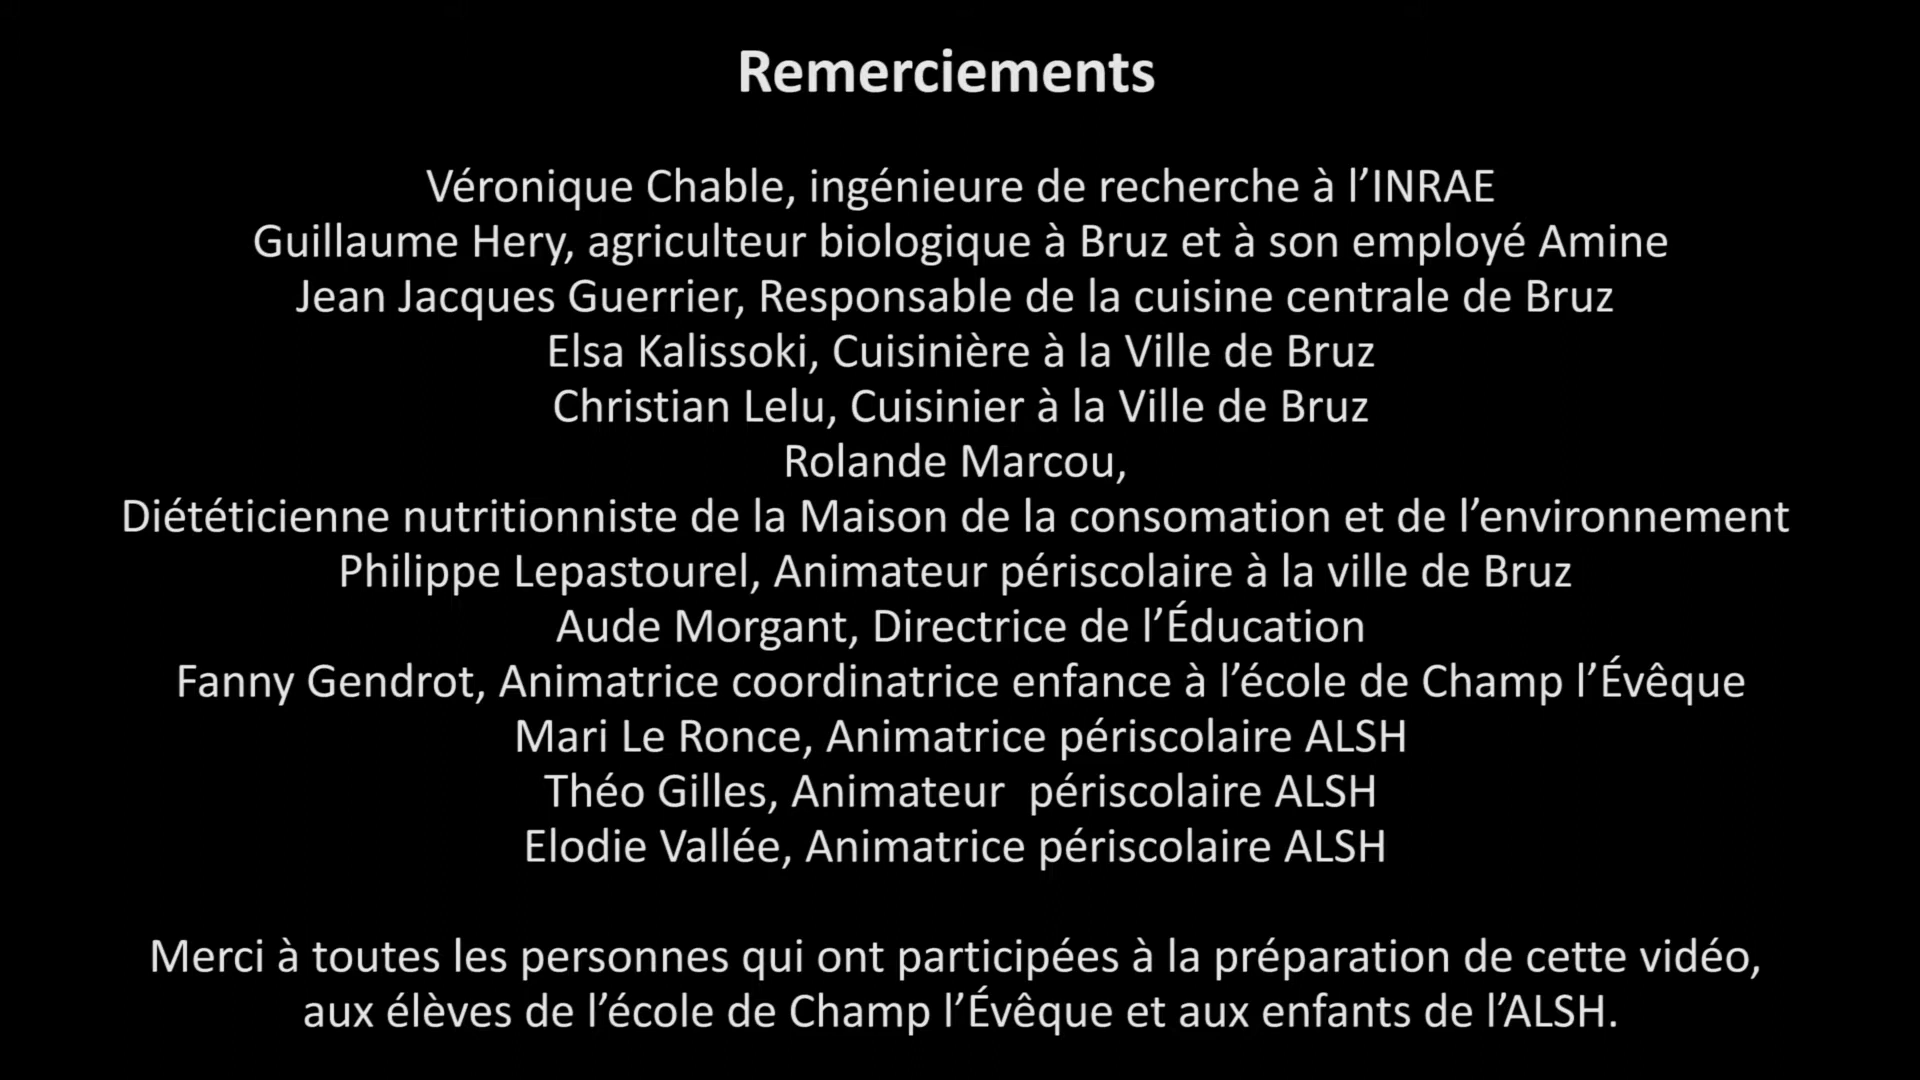 Remerciements
Véronique Chable, ingénieure de recherche à l’INRAE
Guillaume Hery, agriculteur biologique à Bruz et à son employé Amine
Jean Jacques Guerrier, Responsable de la cuisine centrale de Bruz
Elsa Kalissoki, Cuisinière à la Ville de Bruz
Christian Lelu, Cuisinier à la Ville de Bruz
Rolande Marcou,
Diététicienne nutritionniste de la Maison de la consomation et de l’environnement
Philippe Lepastourel, Animateur périscolaire à la ville de Bruz
Aude Morgant, Directrice de l’Éducation
Fanny Gendrot, Animatrice coordinatrice enfance à l’école de Champ l’Évêque
Mari Le Ronce, Animatrice périscolaire ALSH
Théo Gilles, Animateur  périscolaire ALSH
Elodie Vallée, Animatrice périscolaire ALSH
Merci à toutes les personnes qui ont participées à la préparation de cette vidéo,
aux élèves de l’école de Champ l’Évêque et aux enfants de l’ALSH.